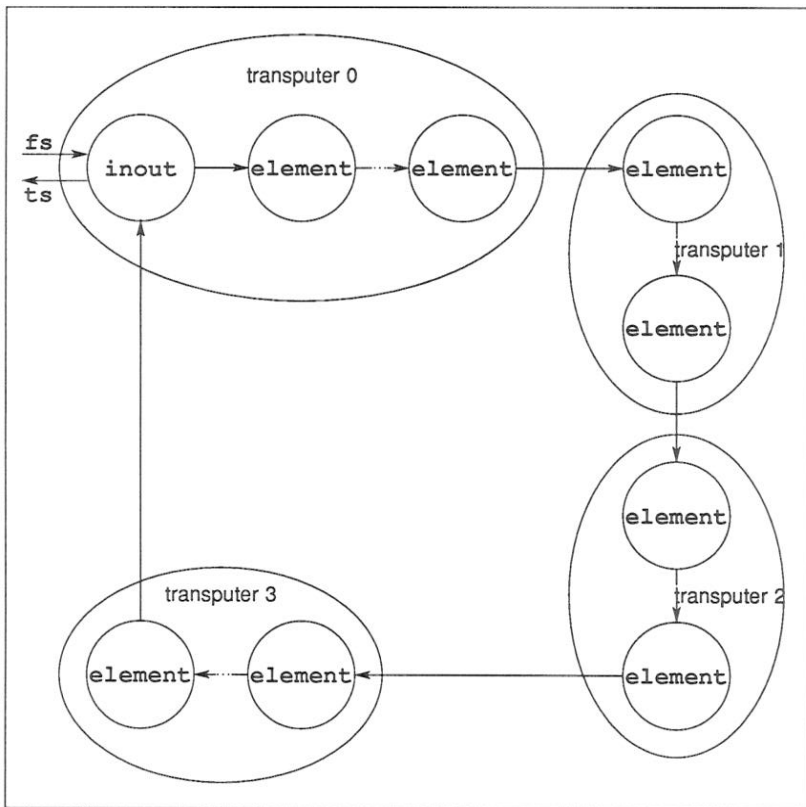 transputer 0
fs
ts
inout
element
element
element
transputer 1
element
element
transputer 2
element
transputer 3
element
element